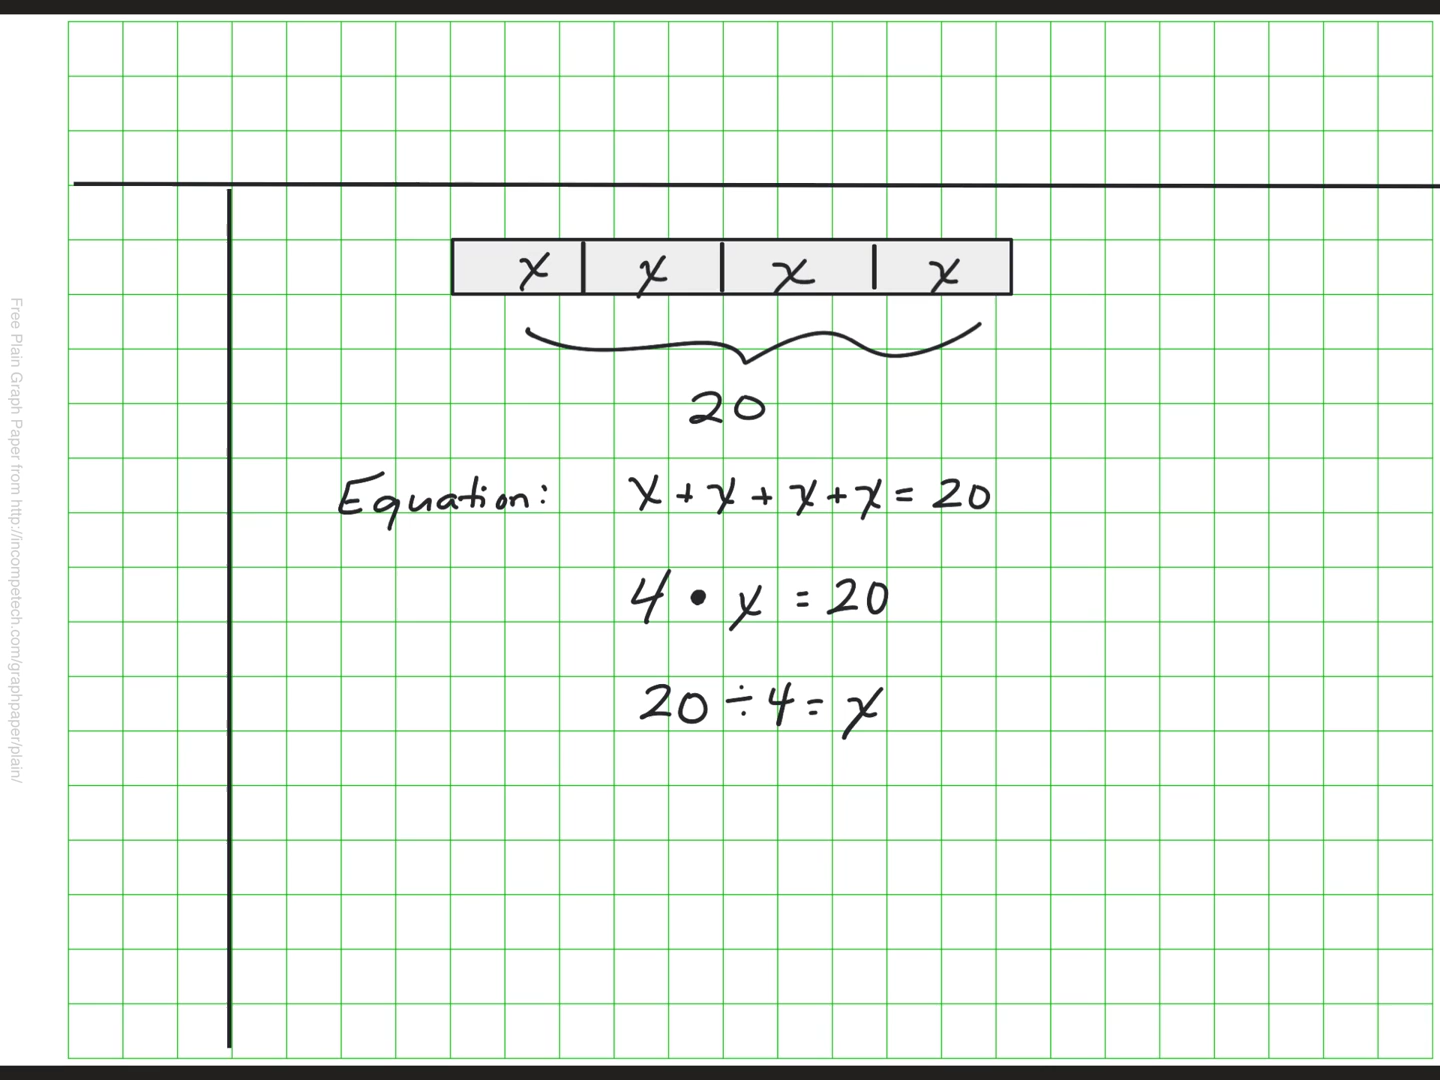 x x x x
20
Equation: x + x + x + x = 20
4 • x = 20
20 ÷ 4 = x
Free Plain Graph Paper from http://incompetech.com/graphpaper/plain/